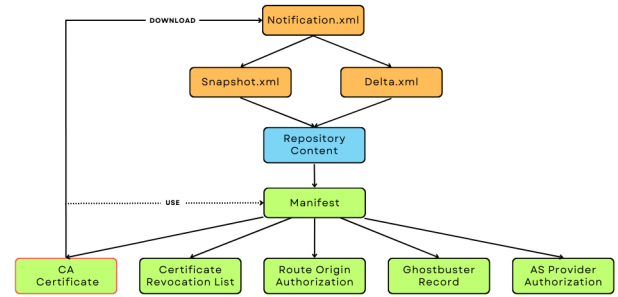 DOWNLOAD
Notification.xml
Snapshot.xml
Delta.xml
Repository
Content
USE
Manifest
CA
Certificate
Certificate
Revocation List
Route Origin
Authorization
Ghostbuster
Record
AS Provider
Authorization